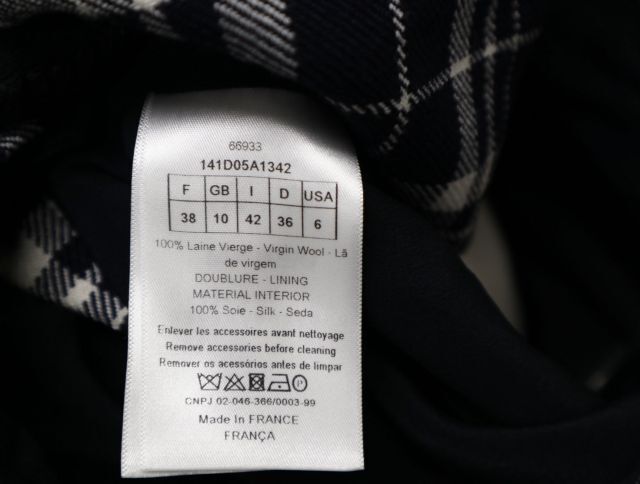 66933
141D05A1342
F GB I D USA
38 10 42 36 6
100% Laine Vierge - Virgin Wool - Lã
de virgem
DOUBLURE - LINING
MATERIAL INTERIOR
100% Soie - Silk - Seda
Enlever les accessoires avant nettoyage
Remove accessories before cleaning
Remover os acessórios antes de limpar
P
CNPJ 02-046-366/0003-99
Made In FRANCE
FRANÇA